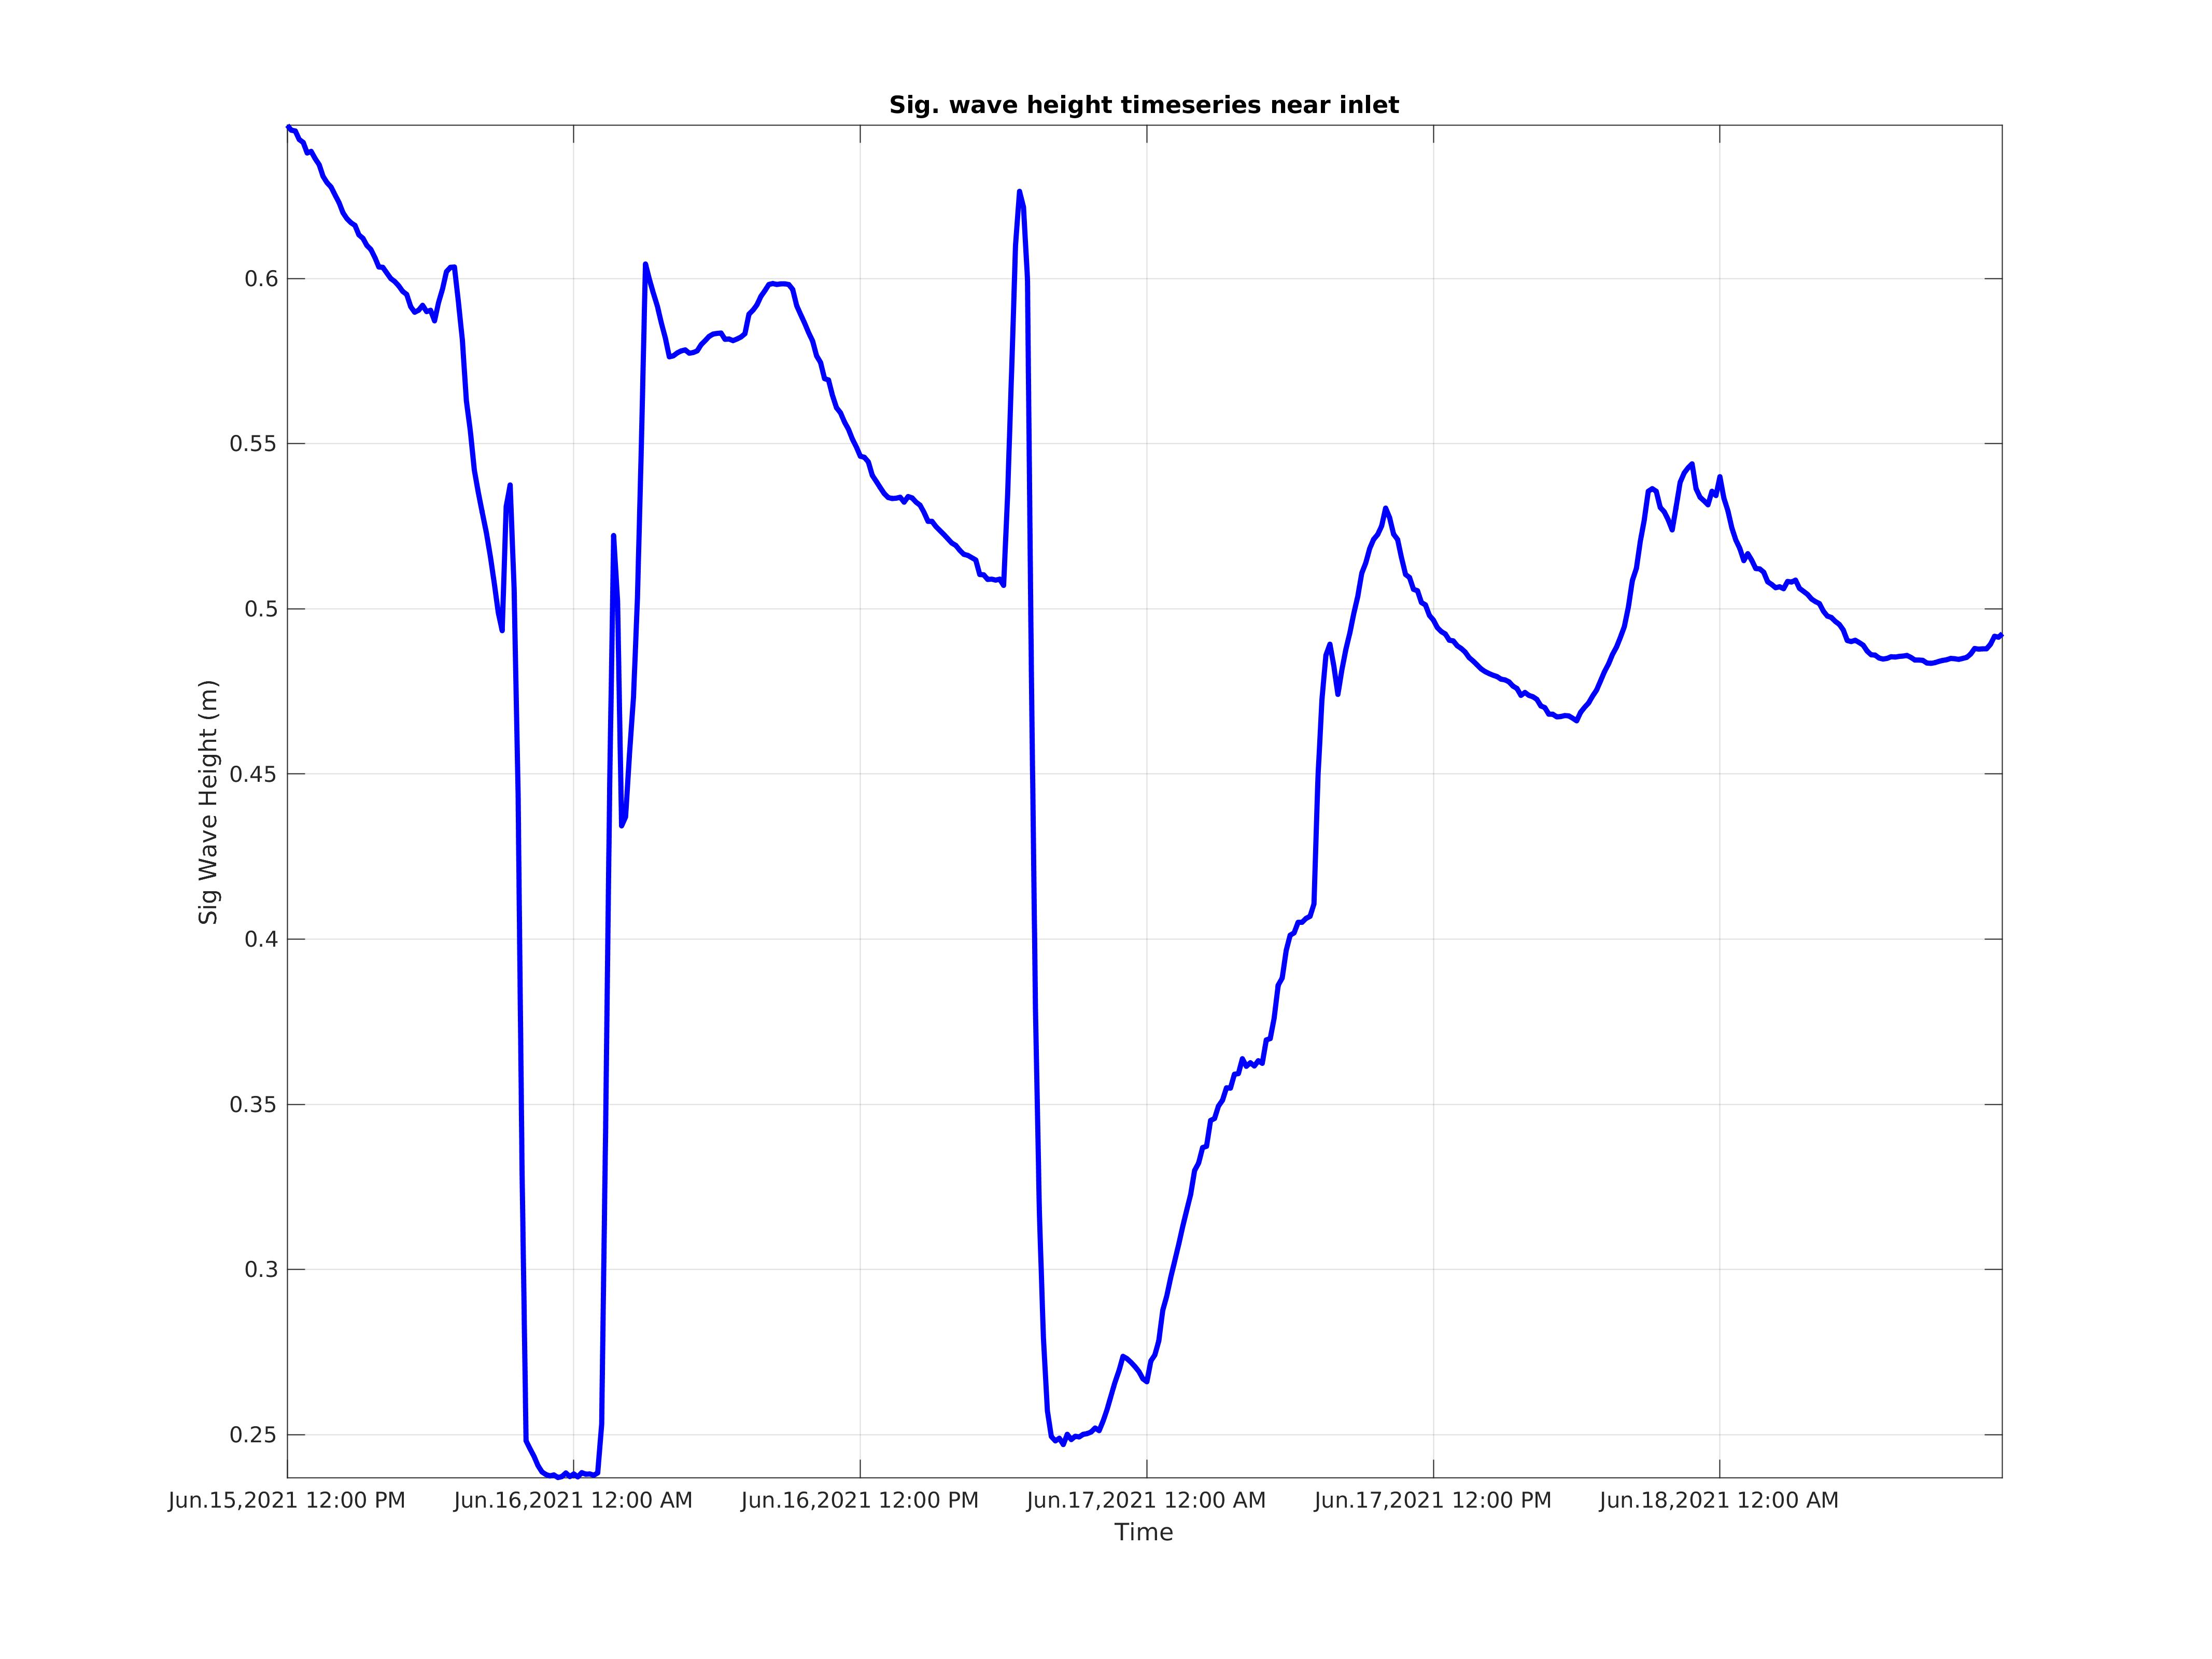 Sig. wave height timeseries near inlet
0.6
0.55
0.5
0.45
0.4
0.35
0.3
0.25
Sig Wave Height (m)
Jun.15,2021 12:00 PM
Jun.16,2021 12:00 AM
Jun.16,2021 12:00 PM
Jun.17,2021 12:00 AM
Jun.17,2021 12:00 PM
Jun.18,2021 12:00 AM
Time